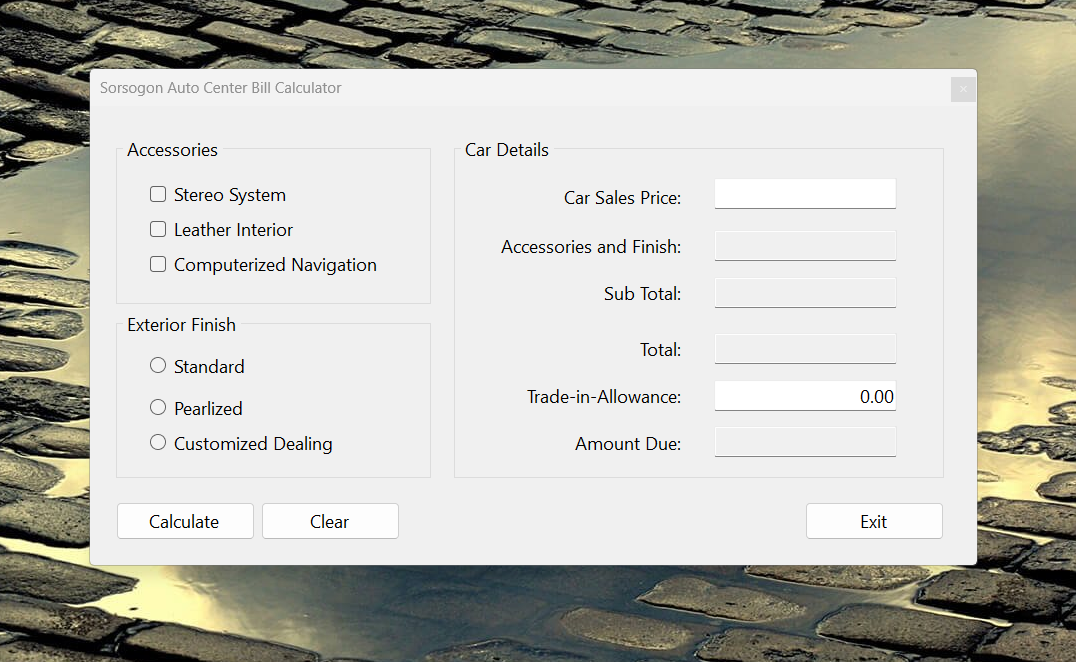 Sorsogon Auto Center Bill Calculator
Accessories
Stereo System
Leather Interior
Computerized Navigation
Exterior Finish
Standard
Pearlized
Customized Dealing
Car Details
Car Sales Price:
Accessories and Finish:
Sub Total:
Total:
Trade-in-Allowance: 0.00
Amount Due:
Calculate Clear Exit